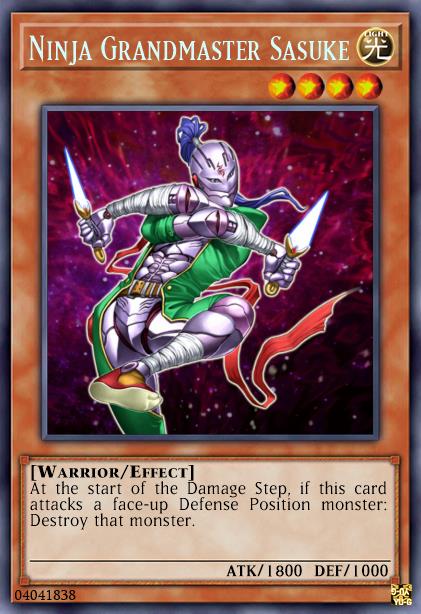 NINJA GRANDMASTER SASUKE
LIGHT
光
[WARRIOR/EFFECT]
At the start of the Damage Step, if this card
attacks a face-up Defense Position monster:
Destroy that monster.
ATK/1800 DEF/1000
04041838